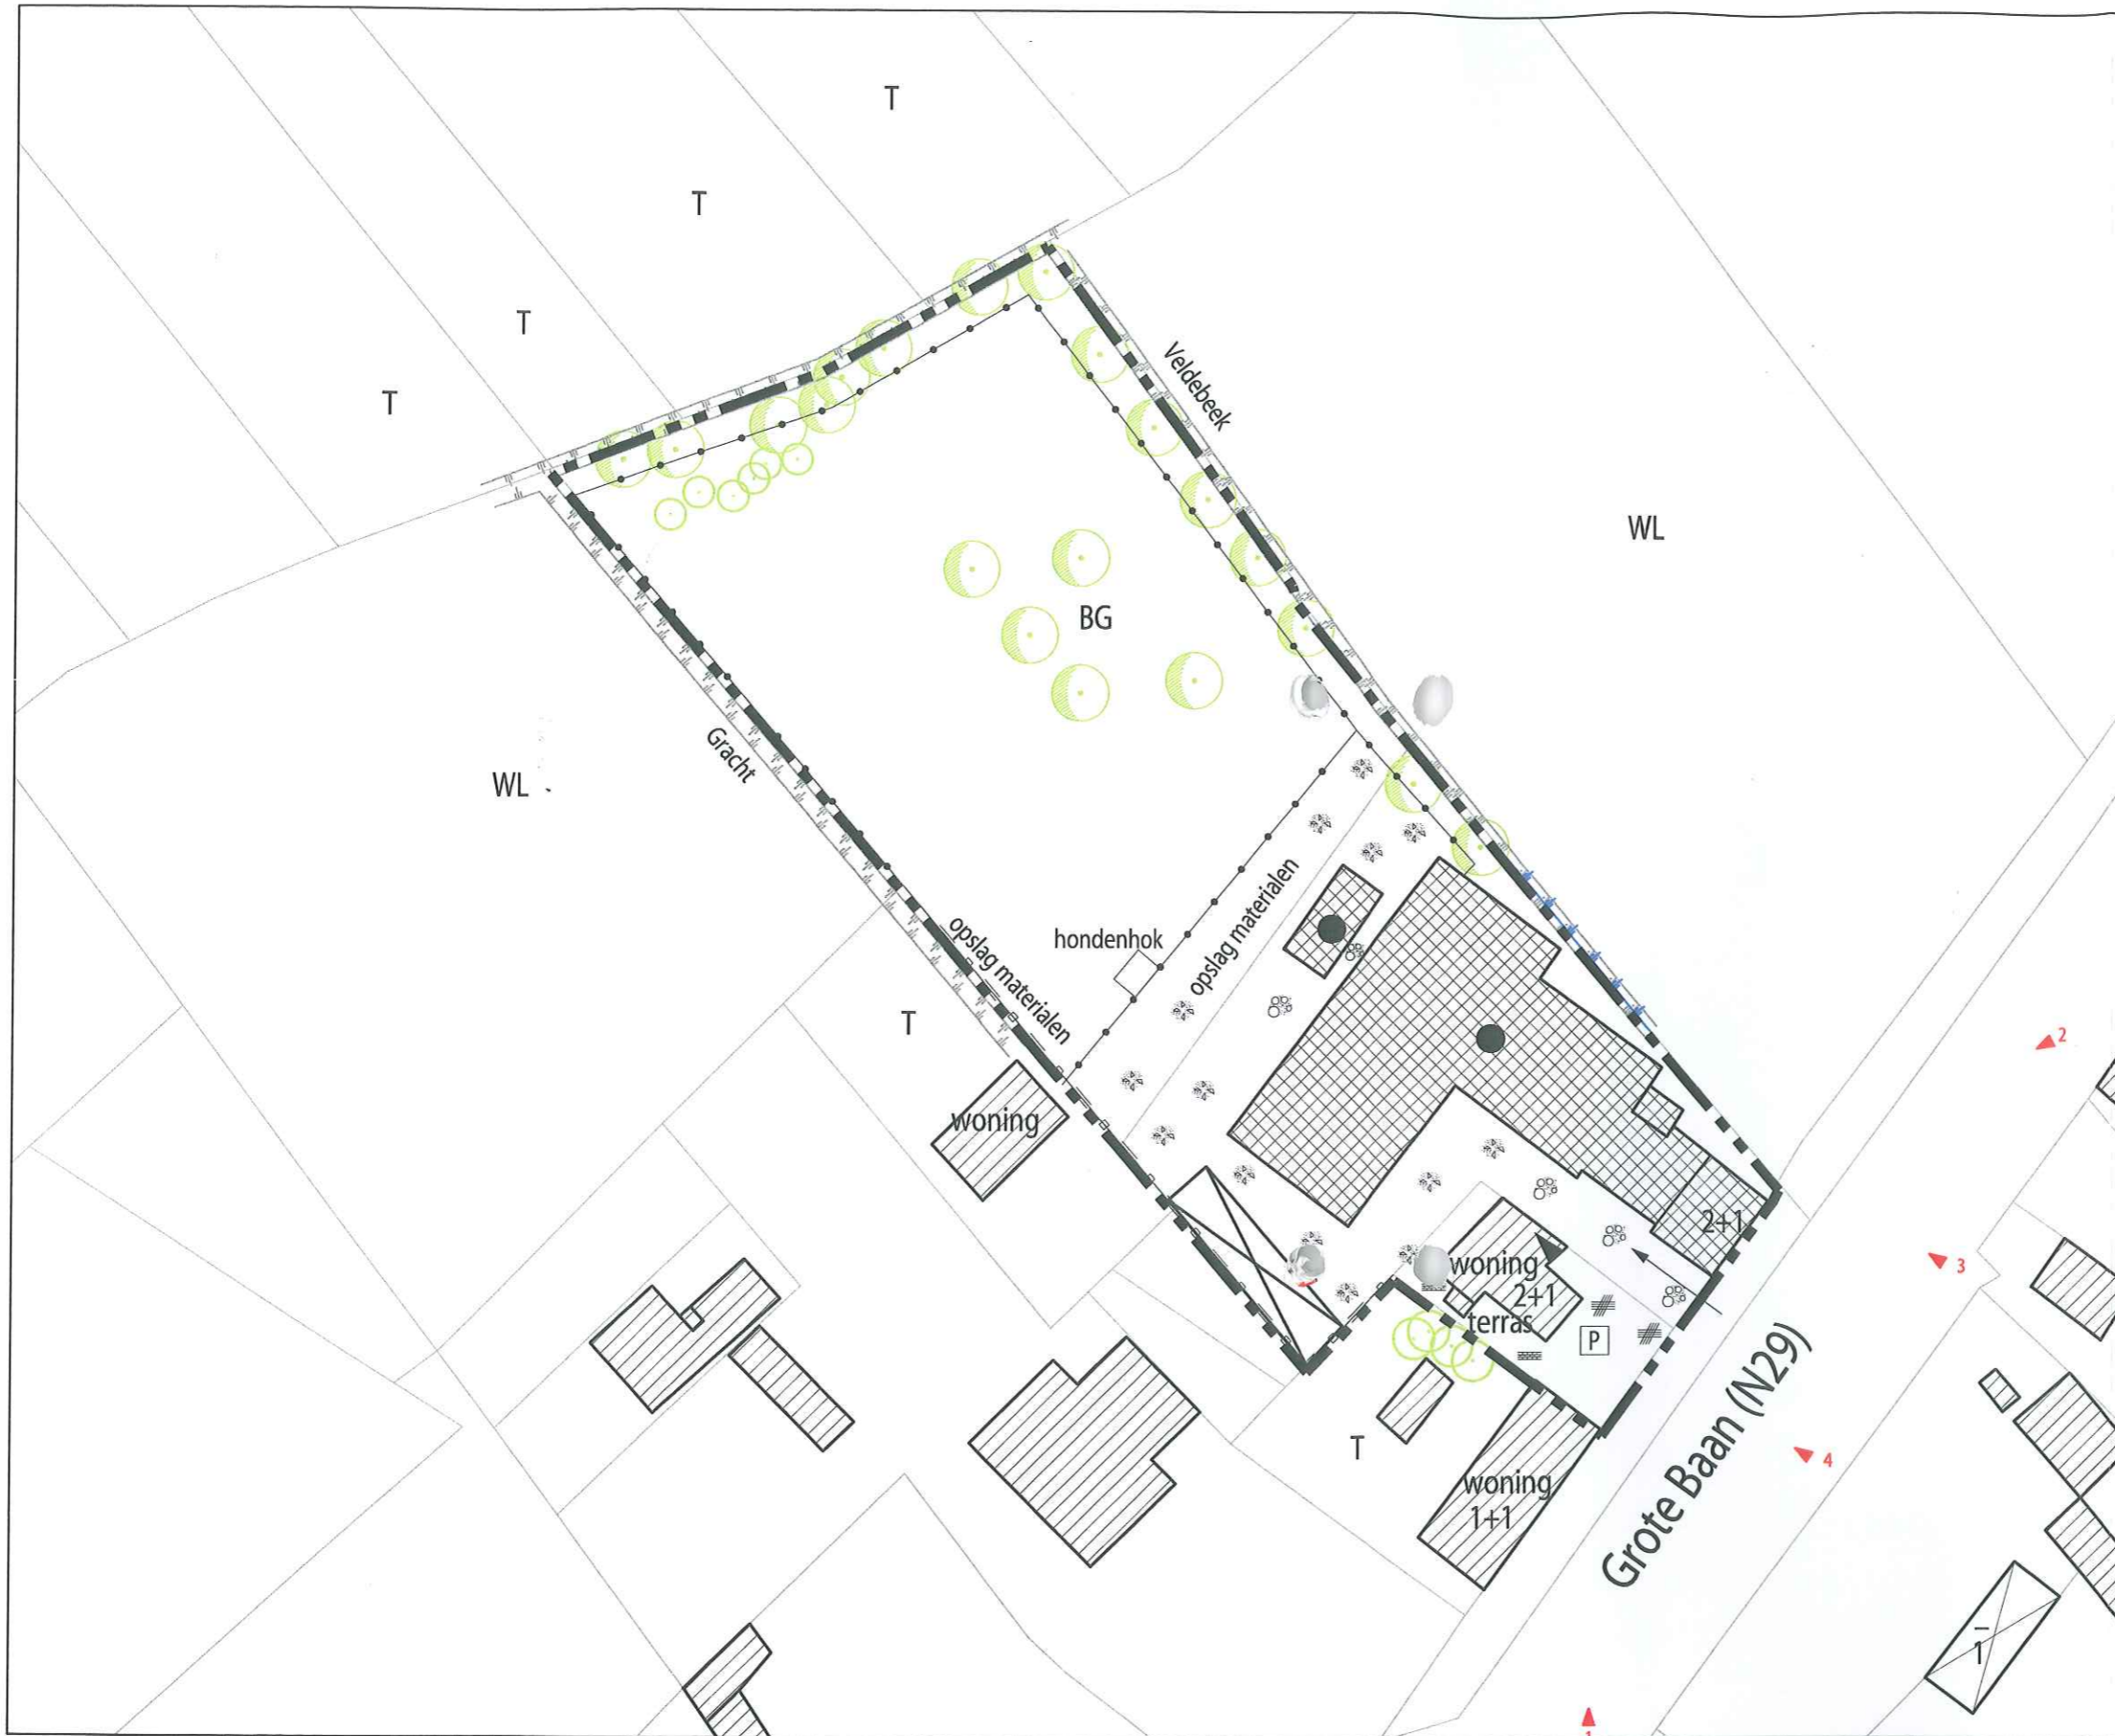 T
T
T
T
Veldebeek
WL
BG
Gracht
WL
opslag materialen
hondenhok
opslag materialen
T
2
woning
2+1
woning
2+1
3
terras
P
Grote Baan (N29)
T
4
woning
1+1
1